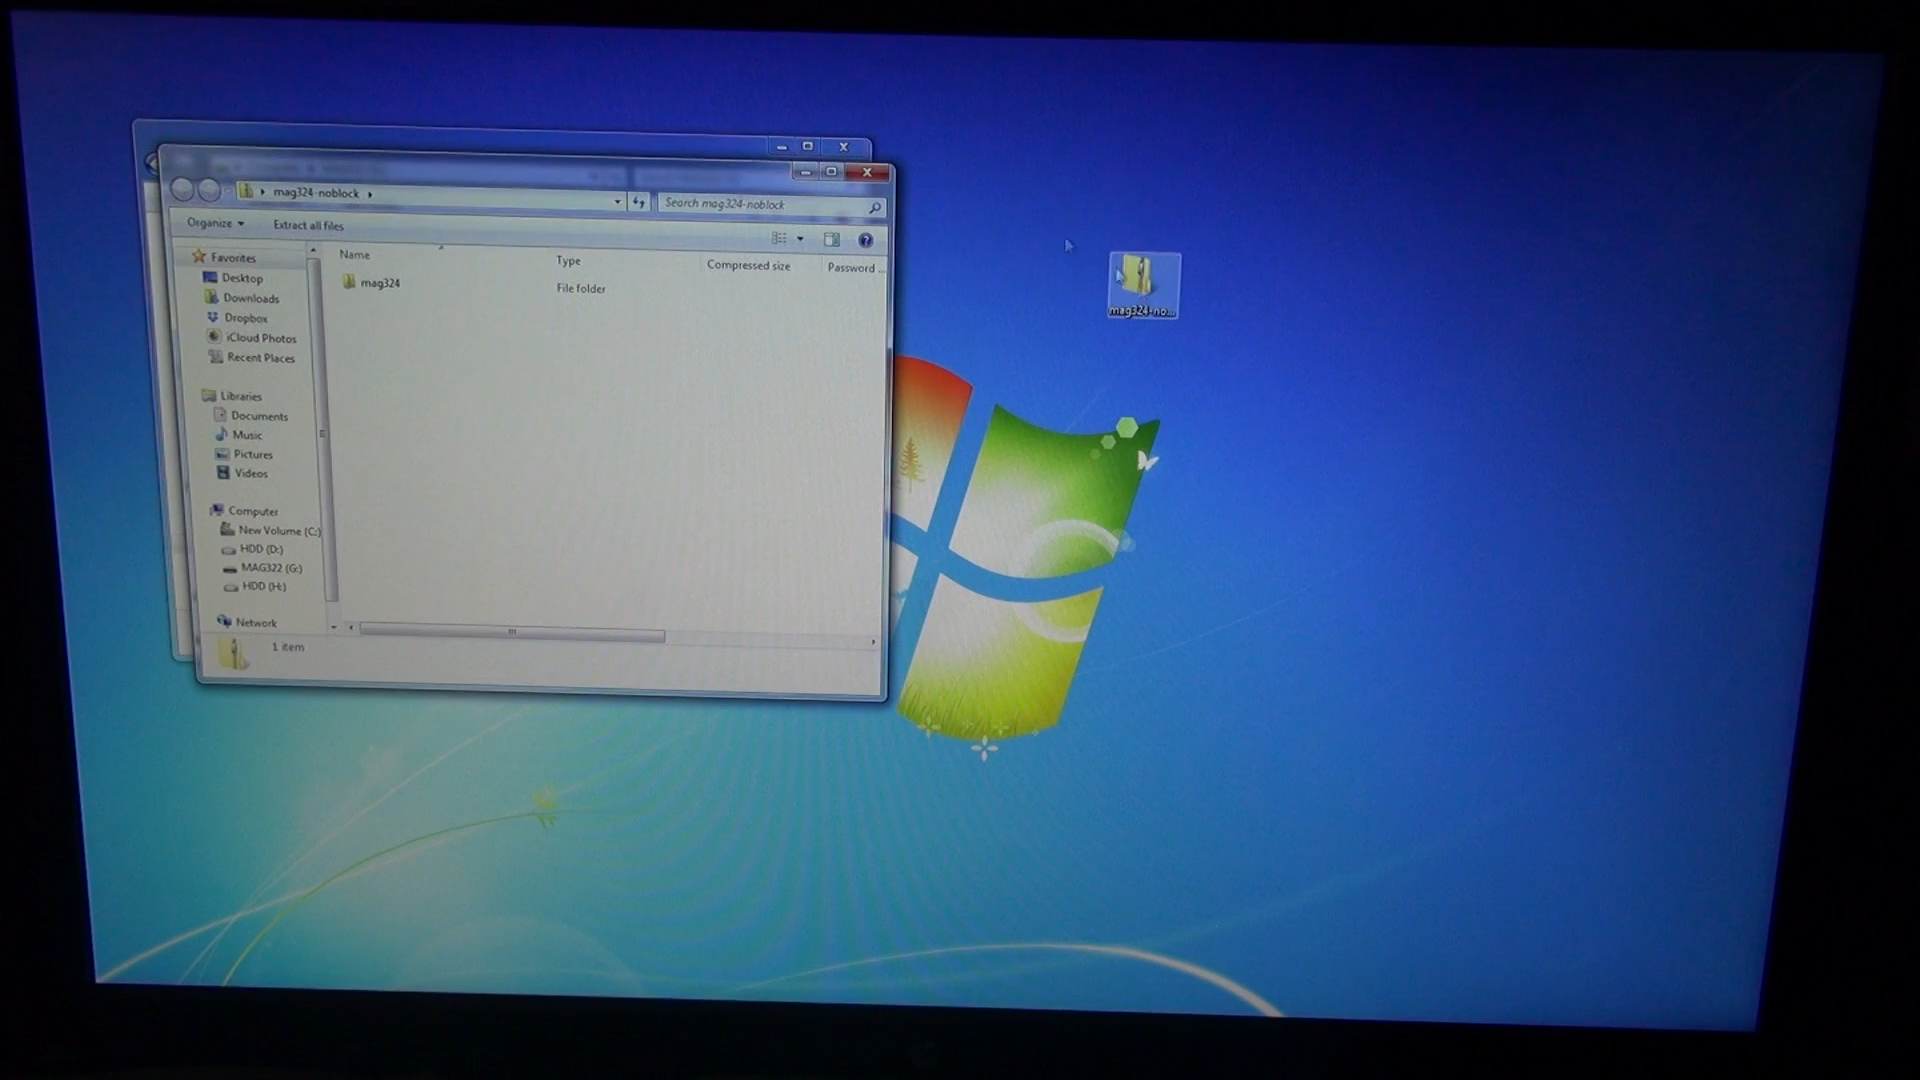 mag324-noblock
Search mag324-noblock
Organize
Extract all files
Name
Type
Compressed size
Password ...
mag324
File folder
Favorites
Desktop
Downloads
Dropbox
iCloud Photos
Recent Places
Libraries
Documents
Music
Pictures
Videos
Computer
New Volume (C:)
HDD (D:)
MAG322 (G:)
HDD (H:)
Network
1 item
mag324-no...